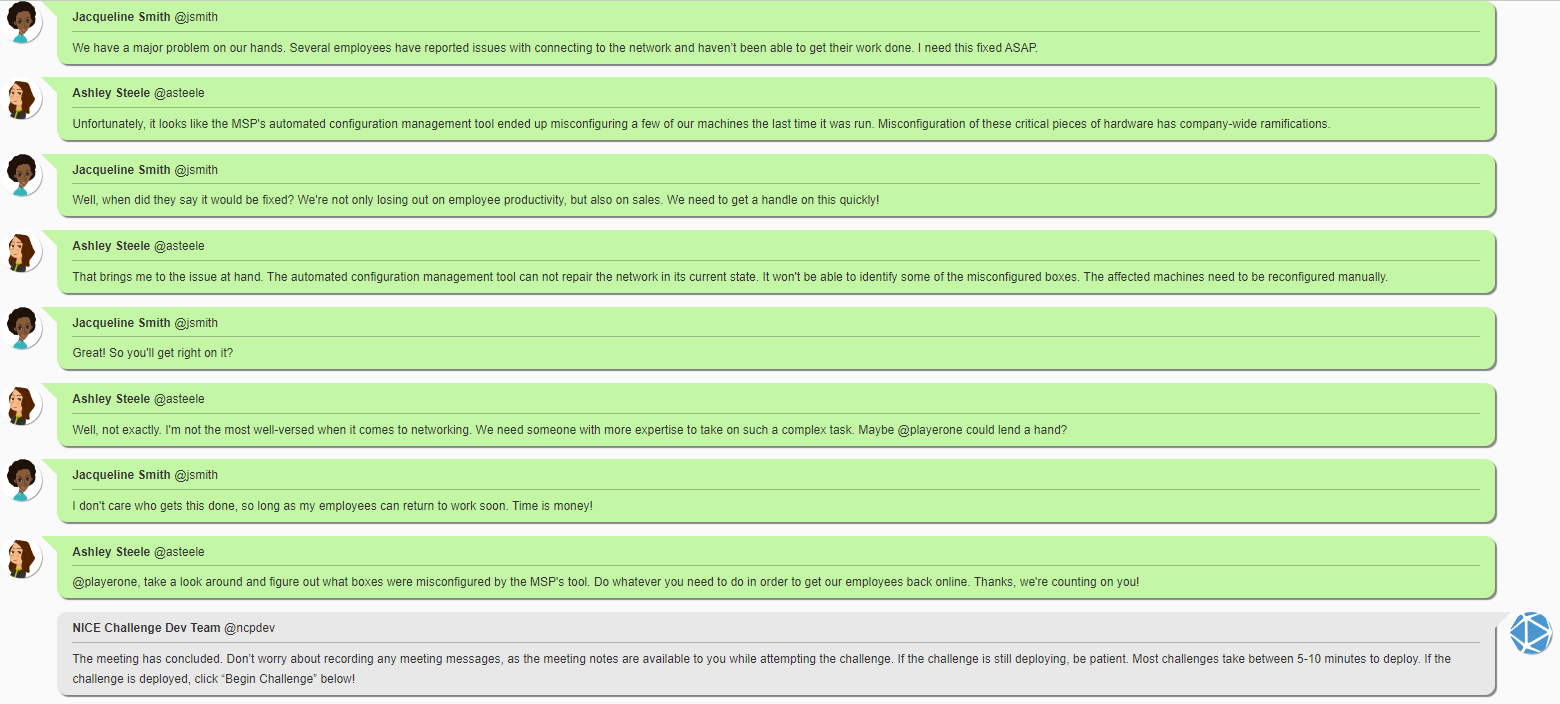 Jacqueline Smith @jsmith
We have a major problem on our hands. Several employees have reported issues with connecting to the network and haven’t been able to get their work done. I need this fixed ASAP.
Ashley Steele @asteele
Unfortunately, it looks like the MSP's automated configuration management tool ended up misconfiguring a few of our machines the last time it was run. Misconfiguration of these critical pieces of hardware has company-wide ramifications.
Jacqueline Smith @jsmith
Well, when did they say it would be fixed? We're not only losing out on employee productivity, but also on sales. We need to get a handle on this quickly!
Ashley Steele @asteele
That brings me to the issue at hand. The automated configuration management tool can not repair the network in its current state. It won't be able to identify some of the misconfigured boxes. The affected machines need to be reconfigured manually.
Jacqueline Smith @jsmith
Great! So you'll get right on it?
Ashley Steele @asteele
Well, not exactly. I'm not the most well-versed when it comes to networking. We need someone with more expertise to take on such a complex task. Maybe @playerone could lend a hand?
Jacqueline Smith @jsmith
I don't care who gets this done, so long as my employees can return to work soon. Time is money!
Ashley Steele @asteele
@playerone, take a look around and figure out what boxes were misconfigured by the MSP's tool. Do whatever you need to do in order to get our employees back online. Thanks, we're counting on you!
NICE Challenge Dev Team @ncpdev
The meeting has concluded. Don’t worry about recording any meeting messages, as the meeting notes are available to you while attempting the challenge. If the challenge is still deploying, be patient. Most challenges take between 5-10 minutes to deploy. If the
challenge is deployed, click “Begin Challenge” below!